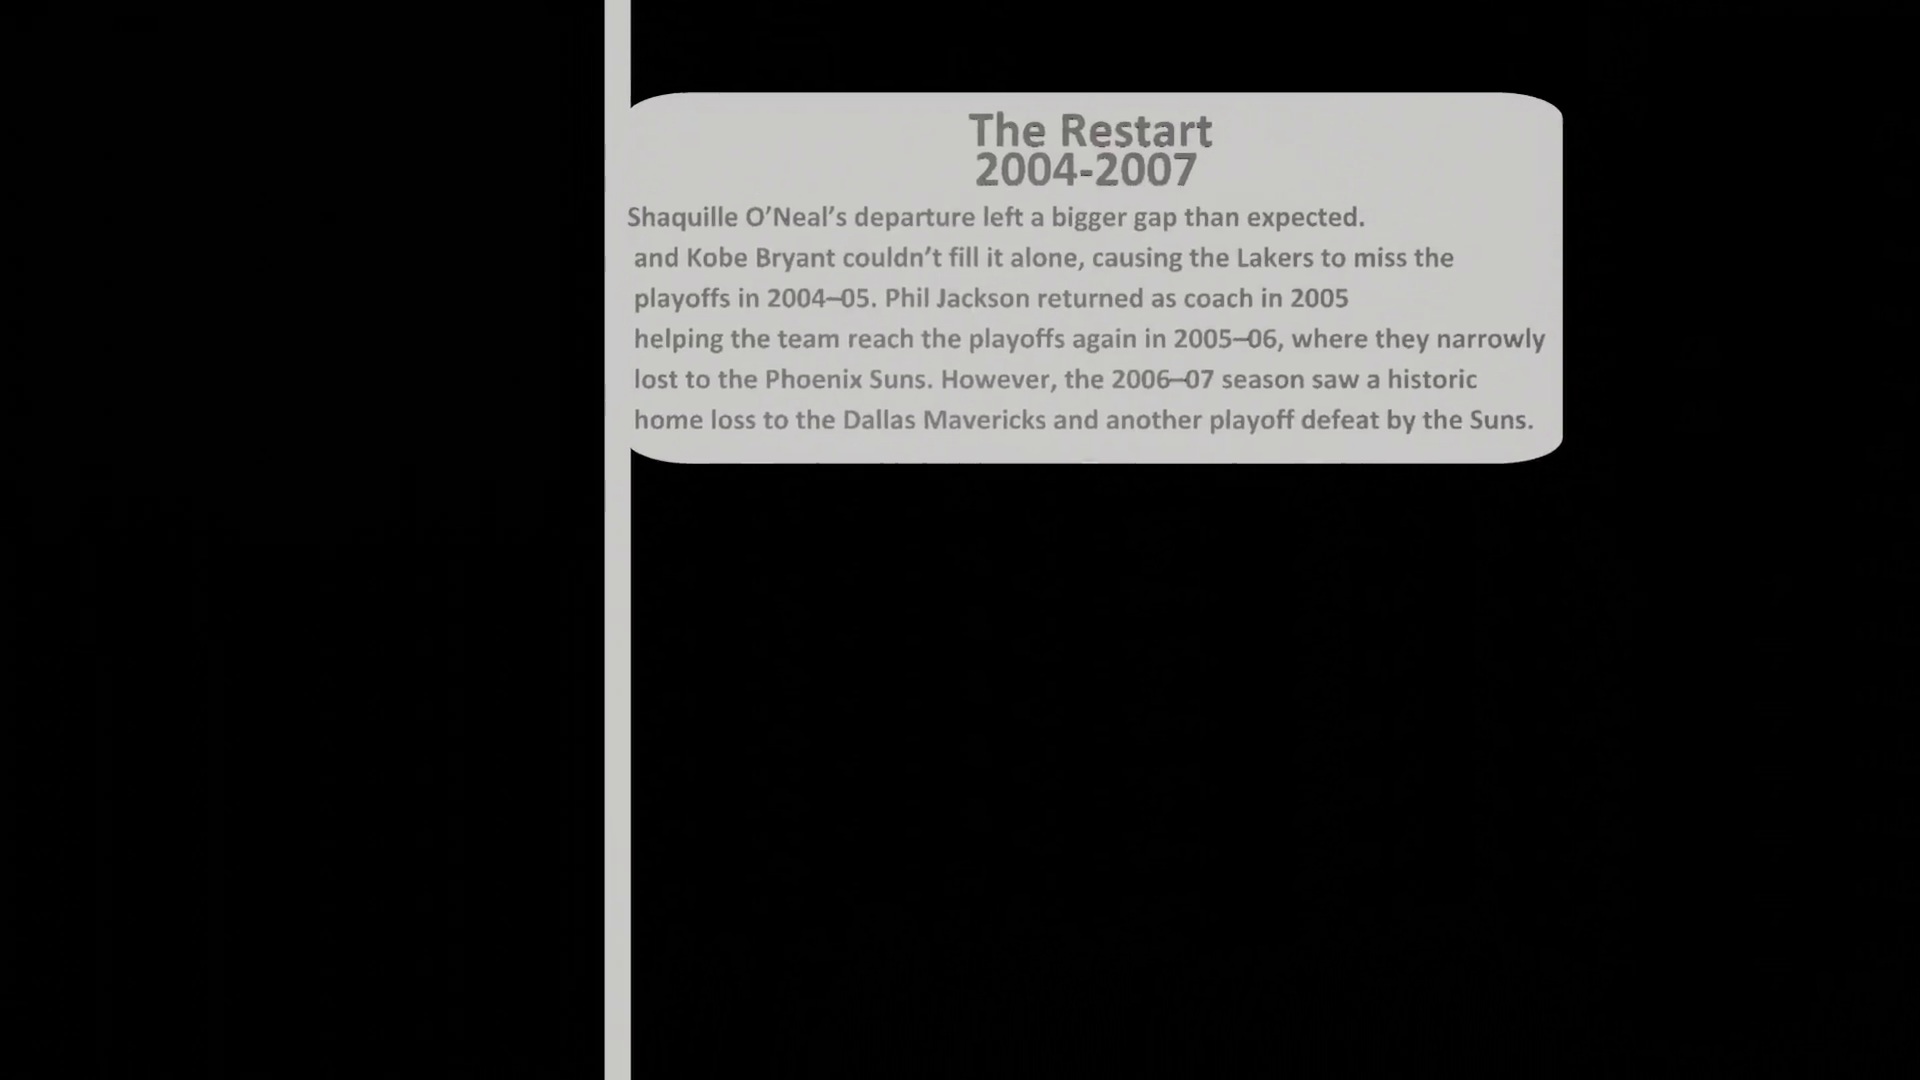 The Restart
2004-2007
Shaquille O’Neal’s departure left a bigger gap than expected.
and Kobe Bryant couldn’t fill it alone, causing the Lakers to miss the
playoffs in 2004–05. Phil Jackson returned as coach in 2005
helping the team reach the playoffs again in 2005–06, where they narrowly
lost to the Phoenix Suns. However, the 2006–07 season saw a historic
home loss to the Dallas Mavericks and another playoff defeat by the Suns.